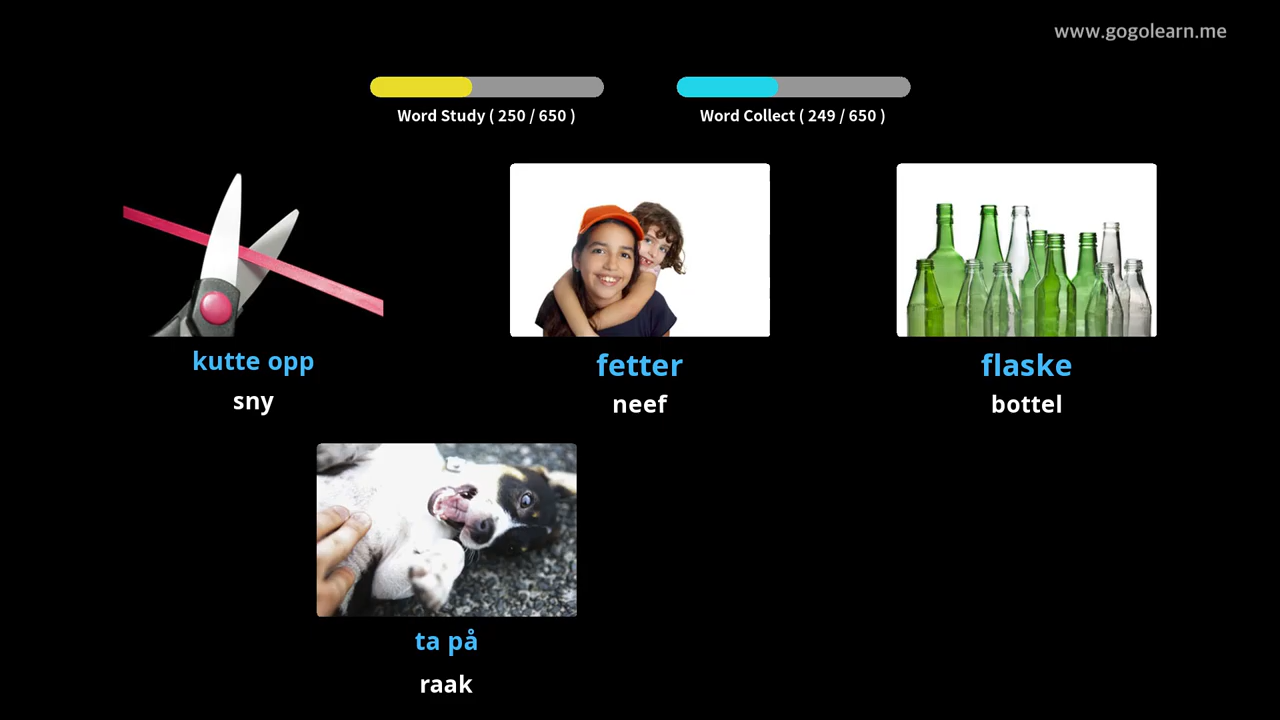 www.gogolearn.me
Word Study ( 250 / 650 )
Word Collect ( 249 / 650 )
kutte opp
sny
fetter
neef
flaske
bottel
ta på
raak